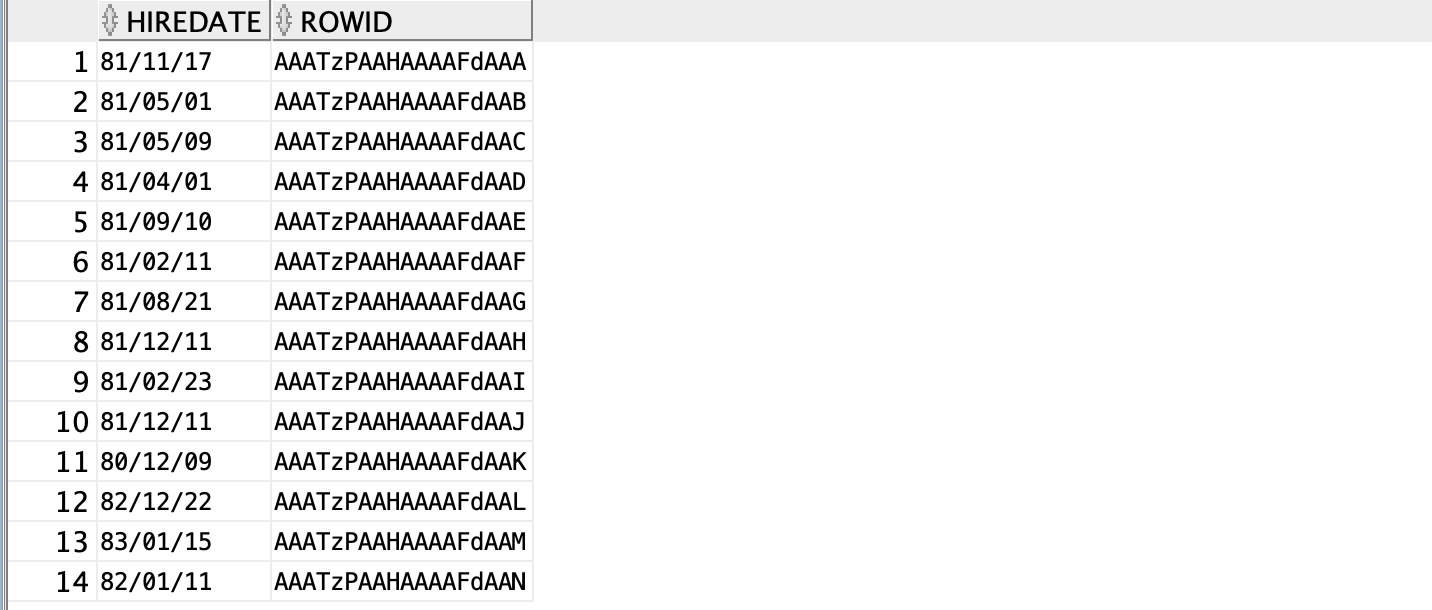 HIREDATE ROWID
1 81/11/17 AAATzPAAHAAAAFdAAA
2 81/05/01 AAATzPAAHAAAAFdAAB
3 81/05/09 AAATzPAAHAAAAFdAAC
4 81/04/01 AAATzPAAHAAAAFdAAD
5 81/09/10 AAATzPAAHAAAAFdAAE
6 81/02/11 AAATzPAAHAAAAFdAAF
7 81/08/21 AAATzPAAHAAAAFdAAG
8 81/12/11 AAATzPAAHAAAAFdAAH
9 81/02/23 AAATzPAAHAAAAFdAAI
10 81/12/11 AAATzPAAHAAAAFdAAJ
11 80/12/09 AAATzPAAHAAAAFdAAK
12 82/12/22 AAATzPAAHAAAAFdAAL
13 83/01/15 AAATzPAAHAAAAFdAAM
14 82/01/11 AAATzPAAHAAAAFdAAN